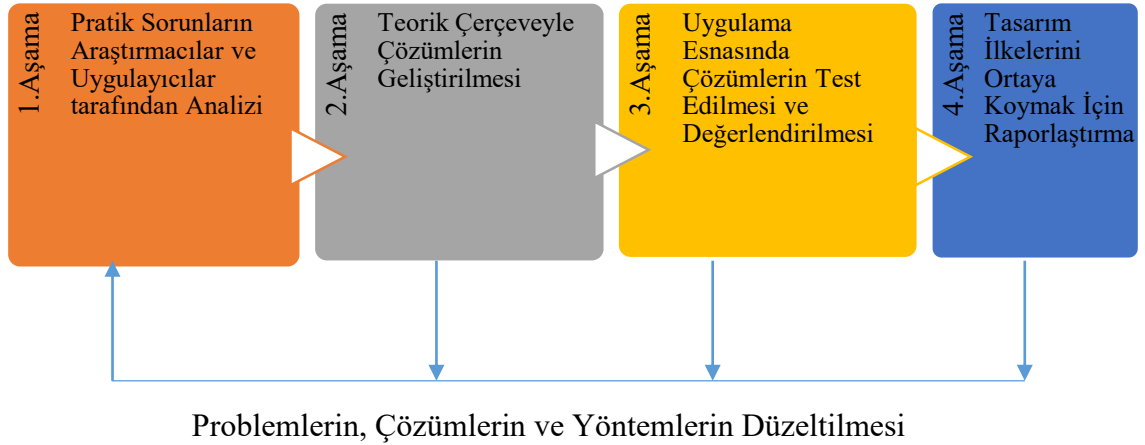 1.Aşama
Pratik Sorunların
Araştırmacılar ve
Uygulayıcılar
tarafından Analizi
2.Aşama
Teorik Çerçeveyle
Çözümlerin
Geliştirilmesi
3.Aşama
Uygulama
Esnasında
Çözümlerin Test
Edilmesi ve
Değerlendirilmesi
4.Aşama
Tasarım
İlkelerini
Ortaya
Koymak İçin
Raporlaştırma
Problemlerin, Çözümlerin ve Yöntemlerin Düzeltilmesi